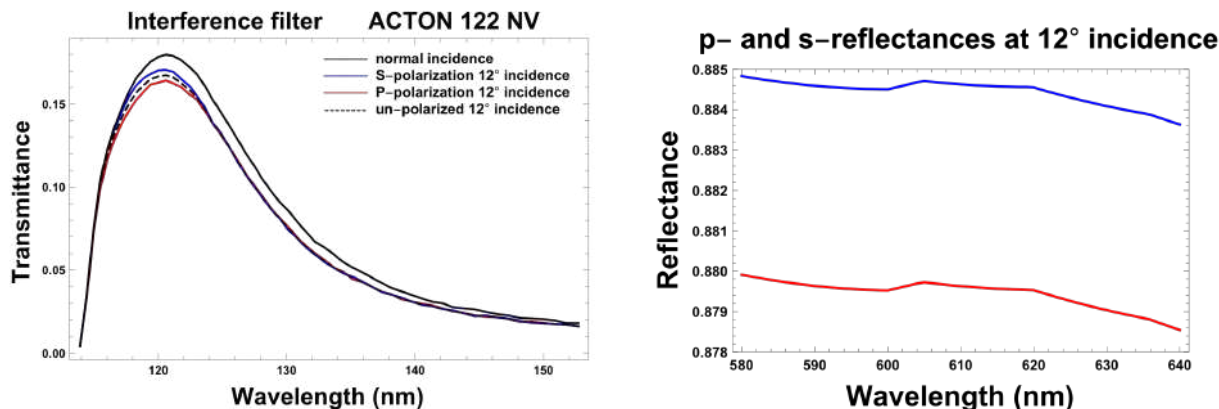 Interference filter ACTON 122 NV
normal incidence
S-polarization 12° incidence
P-polarization 12° incidence
un-polarized 12° incidence
Transmittance
0.15
0.10
0.05
0.00
120 130 140 150
Wavelength (nm)
p- and s-reflectances at 12° incidence
Reflectance
0.885
0.884
0.883
0.882
0.881
0.880
0.879
0.878
580 590 600 610 620 630 640
Wavelength (nm)